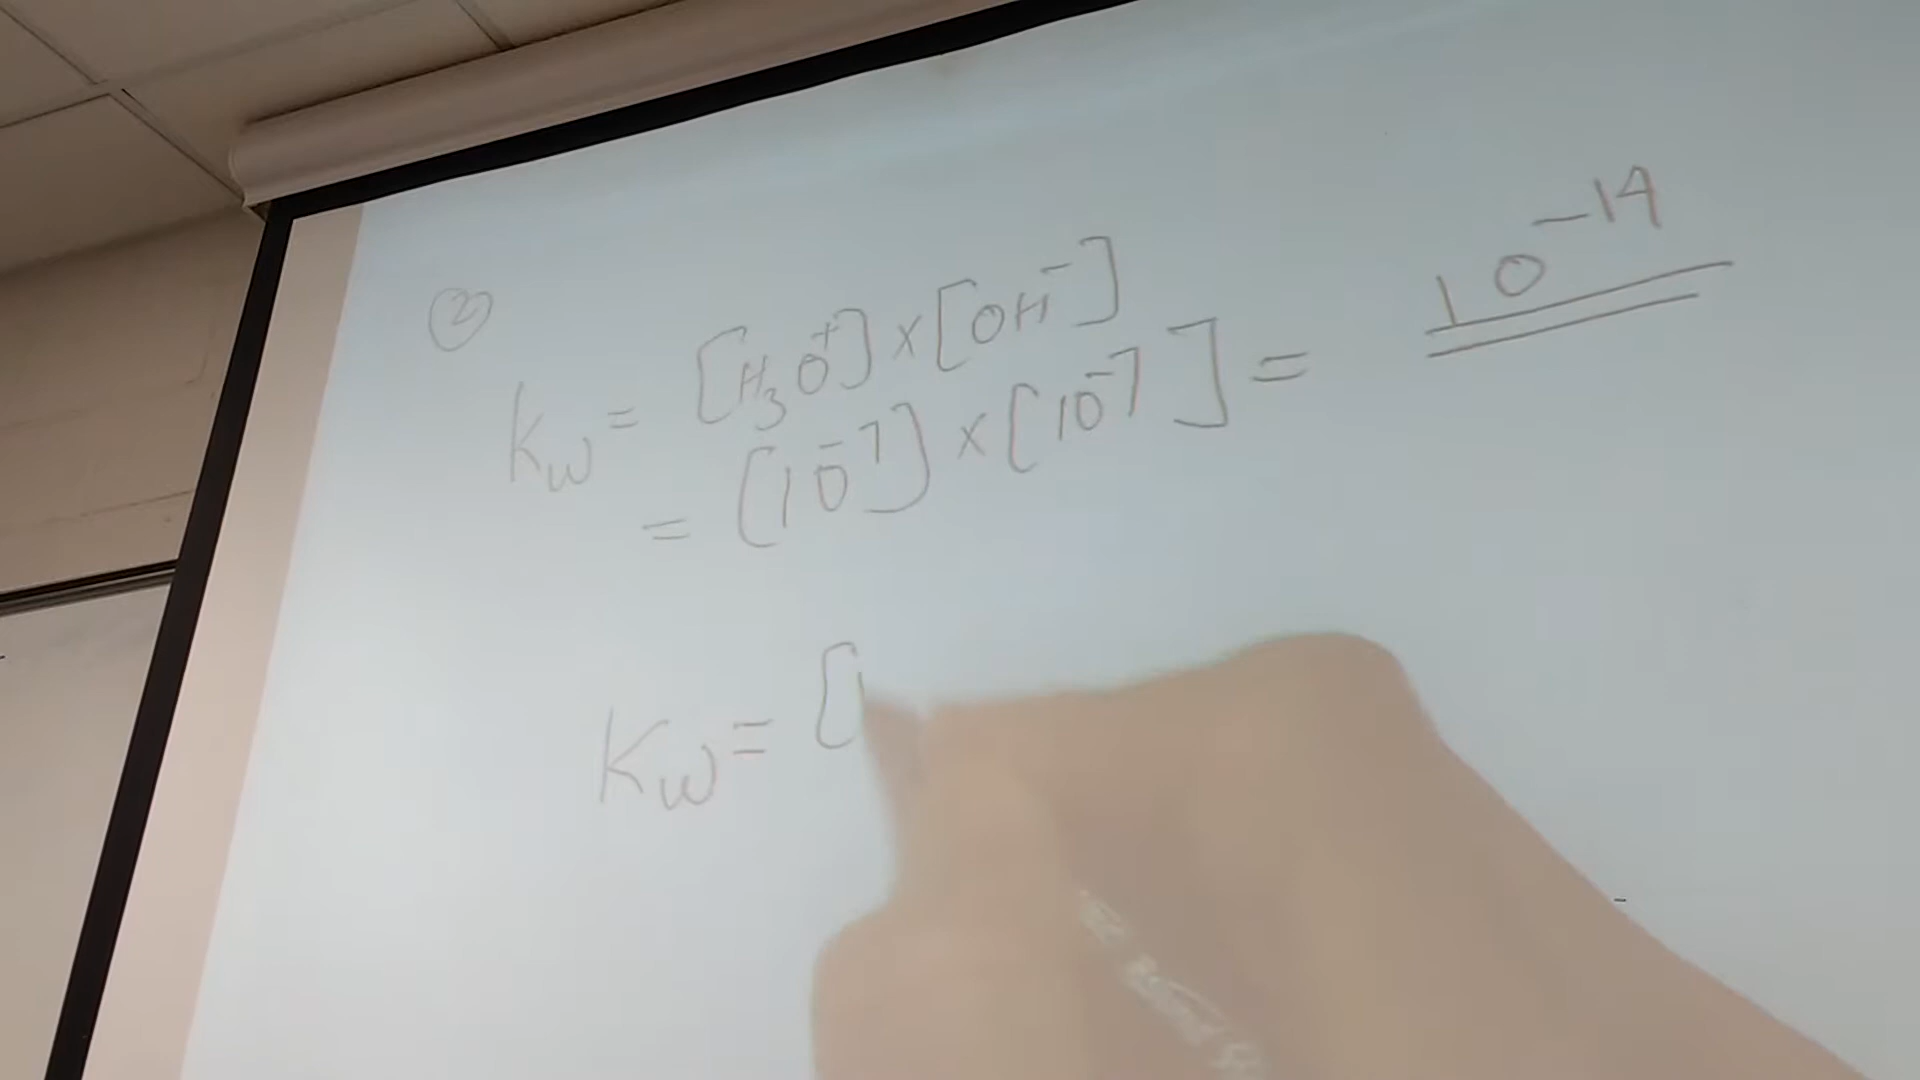 ②
Kw = [H₃O⁺] × [OH⁻]
= [10⁻⁷] × [10⁻⁷] = 10⁻¹⁴
Kw = [